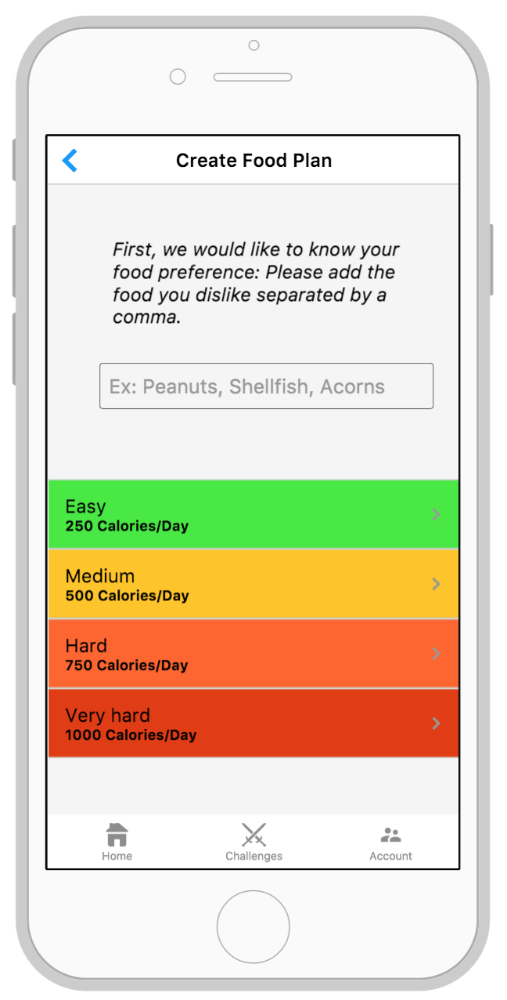 Create Food Plan
First, we would like to know your
food preference: Please add the
food you dislike separated by a
comma.
Ex: Peanuts, Shellfish, Acorns
Easy
250 Calories/Day
Medium
500 Calories/Day
Hard
750 Calories/Day
Very hard
1000 Calories/Day
Home
Challenges
Account